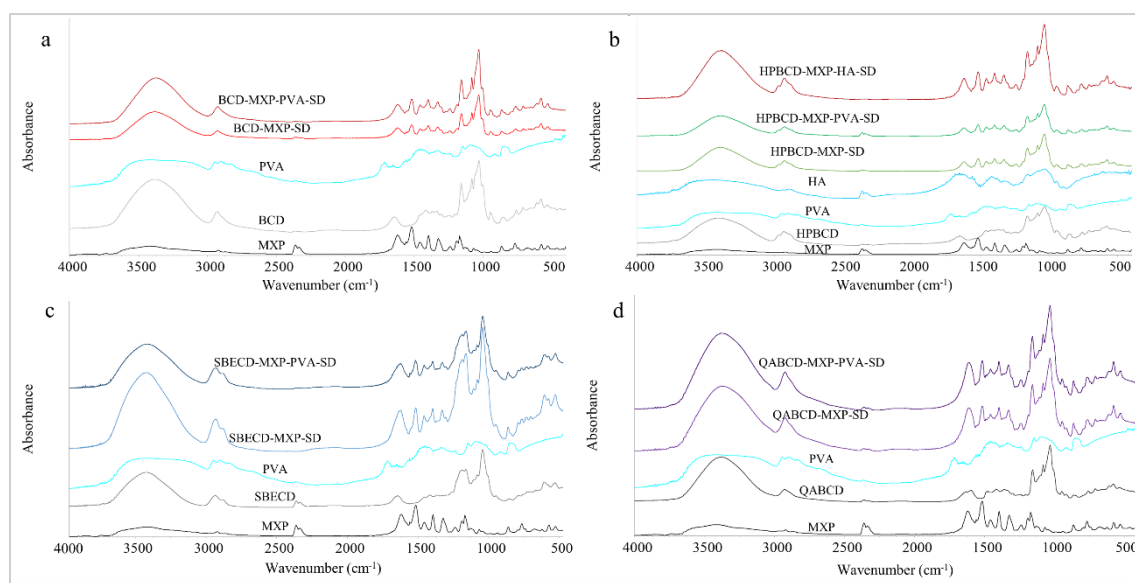 a
Absorbance
BCD-MXP-PVA-SD
BCD-MXP-SD
PVA
BCD
MXP
4000 3500 3000 2500 2000 1500 1000 500
Wavenumber (cm-1)
b
Absorbance
HPBCD-MXP-HA-SD
HPBCD-MXP-PVA-SD
HPBCD-MXP-SD
HA
PVA
HPBCD
MXP
4000 3500 3000 2500 2000 1500 1000 500
Wavenumber (cm-1)
c
Absorbance
SBECD-MXP-PVA-SD
SBECD-MXP-SD
PVA
SBECD
MXP
4000 3500 3000 2500 2000 1500 1000 500
Wavenumber (cm-1)
d
Absorbance
QABCD-MXP-PVA-SD
QABCD-MXP-SD
PVA
QABCD
MXP
4000 3500 3000 2500 2000 1500 1000 500
Wavenumber (cm-1)